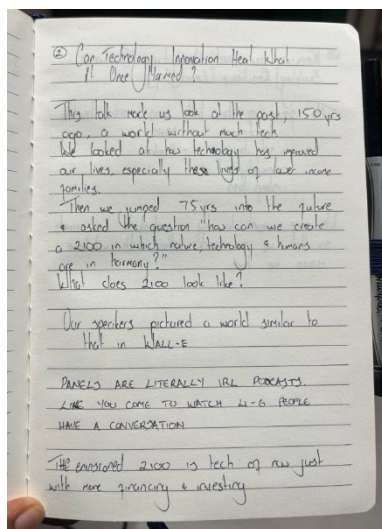 ② Can Technology Innovation Heal What
It Once Harmed?
This talk made us look at the past, 150 yrs
ago, a world without much tech
We looked at how technology has improved
our lives, especially these lives of lower income
families.
Then we jumped 75 yrs into the future
& asked the question "how can we create
a 2100 in which nature, technology & humans
are in harmony?"
What does 2100 look like?
Our speakers pictured a world similar to
that in WALL-E
PANELS ARE LITERALLY IRL PODCASTS.
LIKE YOU COME TO WATCH 4-6 PEOPLE
HAVE A CONVERSATION
THE envisioned 2100 is tech of now just
with more financing & investing